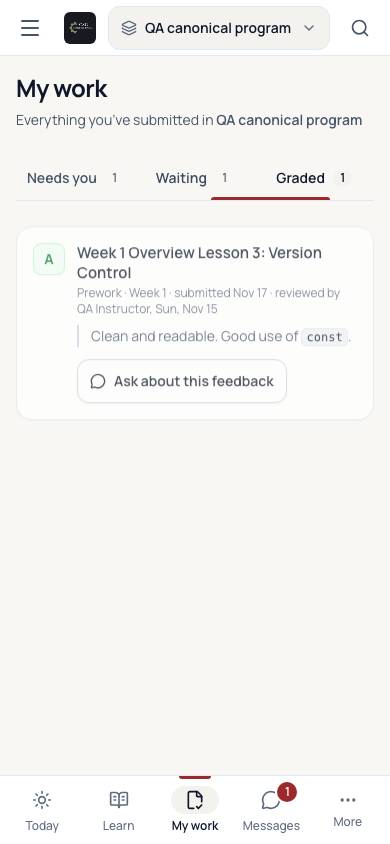 QA canonical program
My work
Everything you've submitted in QA canonical program
Needs you 1 Waiting 1 Graded 1
A
Week 1 Overview Lesson 3: Version
Control
Prework · Week 1 · submitted Nov 17 · reviewed by
QA Instructor, Sun, Nov 15
Clean and readable. Good use of const.
Ask about this feedback
1
Today Learn My work Messages More